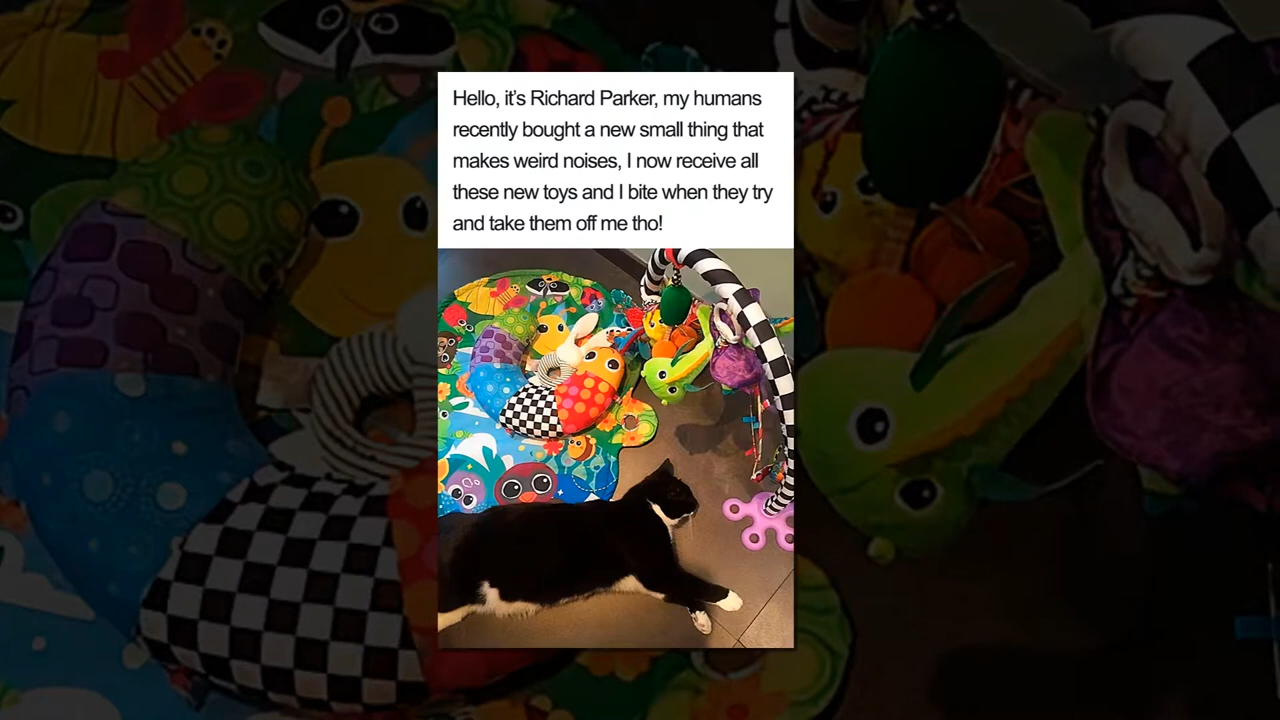 Hello, it’s Richard Parker, my humans
recently bought a new small thing that
makes weird noises, I now receive all
these new toys and I bite when they try
and take them off me tho!